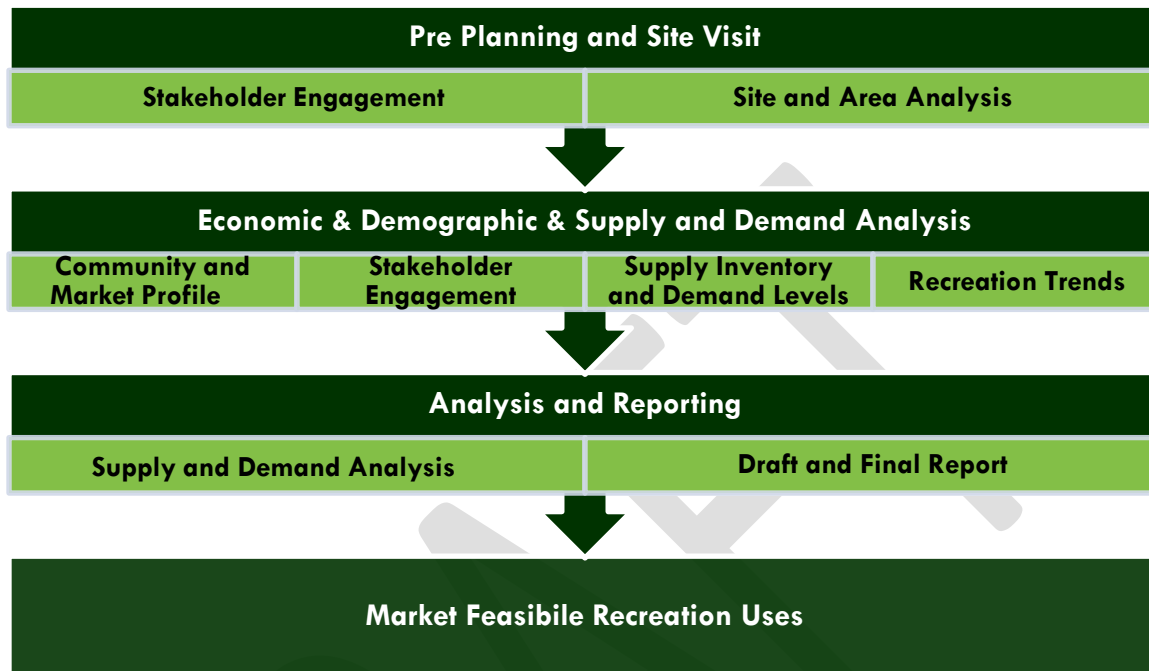 Pre Planning and Site Visit
Stakeholder Engagement
Site and Area Analysis
Economic & Demographic & Supply and Demand Analysis
Community and
Market Profile
Stakeholder
Engagement
Supply Inventory
and Demand Levels
Recreation Trends
Analysis and Reporting
Supply and Demand Analysis
Draft and Final Report
Market Feasibile Recreation Uses